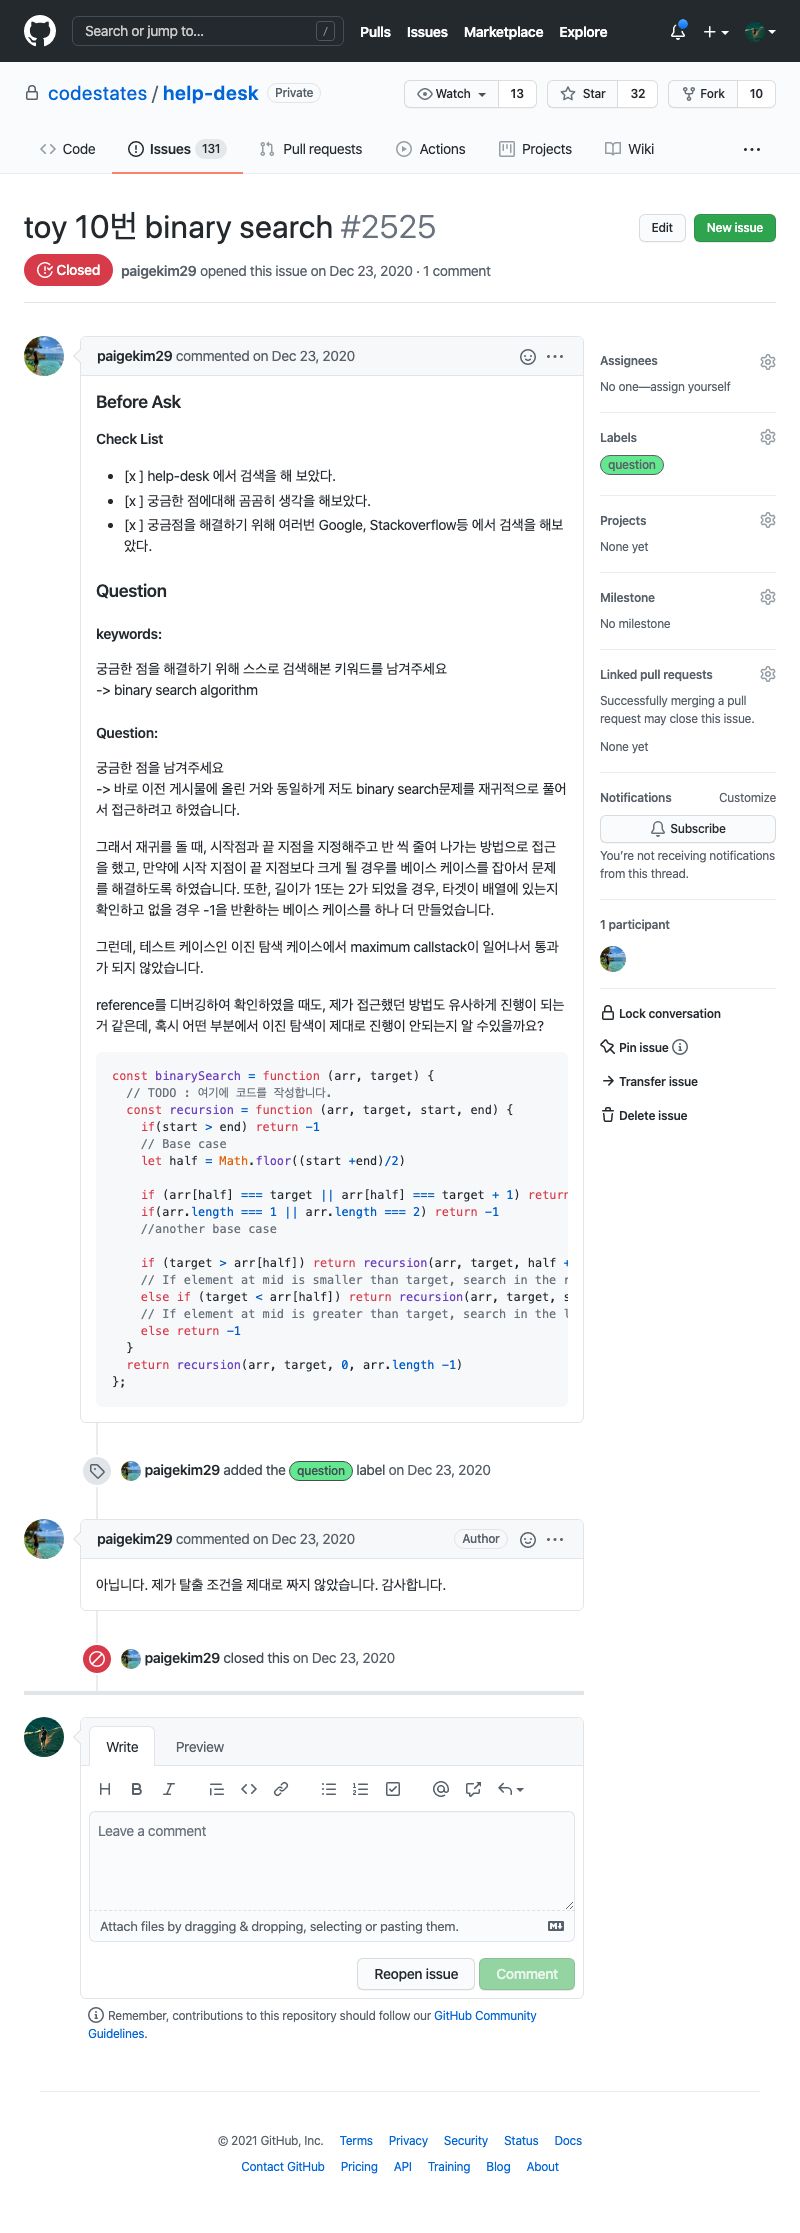 Search or jump to... /
Pulls Issues Marketplace Explore
codestates / help-desk Private
Watch 13 Star 32 Fork 10
Code Issues 131 Pull requests Actions Projects Wiki
toy 10번 binary search #2525
Edit New issue
Closed paigekim29 opened this issue on Dec 23, 2020 · 1 comment
paigekim29 commented on Dec 23, 2020
Before Ask
Check List
[x ] help-desk 에서 검색을 해 보았다.
[x ] 궁금한 점에대해 곰곰히 생각을 해보았다.
[x ] 궁금점을 해결하기 위해 여러번 Google, Stackoverflow등 에서 검색을 해보
았다.
Question
keywords:
궁금한 점을 해결하기 위해 스스로 검색해본 키워드를 남겨주세요
-> binary search algorithm
Question:
궁금한 점을 남겨주세요
-> 바로 이전 게시물에 올린 거와 동일하게 저도 binary search문제를 재귀적으로 풀어
서 접근하려고 하였습니다.
그래서 재귀를 돌 때, 시작점과 끝 지점을 지정해주고 반 씩 줄여 나가는 방법으로 접근
을 했고, 만약에 시작 지점이 끝 지점보다 크게 될 경우를 베이스 케이스를 잡아서 문제
를 해결하도록 하였습니다. 또한, 길이가 1또는 2가 되었을 경우, 타겟이 배열에 있는지
확인하고 없을 경우 -1을 반환하는 베이스 케이스를 하나 더 만들었습니다.
그런데, 테스트 케이스인 이진 탐색 케이스에서 maximum callstack이 일어나서 통과
가 되지 않았습니다.
reference를 디버깅하여 확인하였을 때도, 제가 접근했던 방법도 유사하게 진행이 되는
거 같은데, 혹시 어떤 부분에서 이진 탐색이 제대로 진행이 안되는지 알 수있을까요?
const binarySearch = function (arr, target) {
// TODO : 여기에 코드를 작성합니다.
const recursion = function (arr, target, start, end) {
if(start > end) return -1
// Base case
let half = Math.floor((start +end)/2)
if (arr[half] === target || arr[half] === target + 1) return
if(arr.length === 1 || arr.length === 2) return -1
//another base case
if (target > arr[half]) return recursion(arr, target, half +
// If element at mid is smaller than target, search in the r
else if (target < arr[half]) return recursion(arr, target, s
// If element at mid is greater than target, search in the l
else return -1
}
return recursion(arr, target, 0, arr.length -1)
};
paigekim29 added the question label on Dec 23, 2020
paigekim29 commented on Dec 23, 2020 Author
아닙니다. 제가 탈출 조건을 제대로 짜지 않았습니다. 감사합니다.
paigekim29 closed this on Dec 23, 2020
Write Preview
H B I
Leave a comment
Attach files by dragging & dropping, selecting or pasting them.
Reopen issue Comment
Remember, contributions to this repository should follow our GitHub Community
Guidelines.
Assignees
No one—assign yourself
Labels
question
Projects
None yet
Milestone
No milestone
Linked pull requests
Successfully merging a pull
request may close this issue.
None yet
Notifications Customize
Subscribe
You're not receiving notifications
from this thread.
1 participant
Lock conversation
Pin issue
Transfer issue
Delete issue
© 2021 GitHub, Inc. Terms Privacy Security Status Docs
Contact GitHub Pricing API Training Blog About